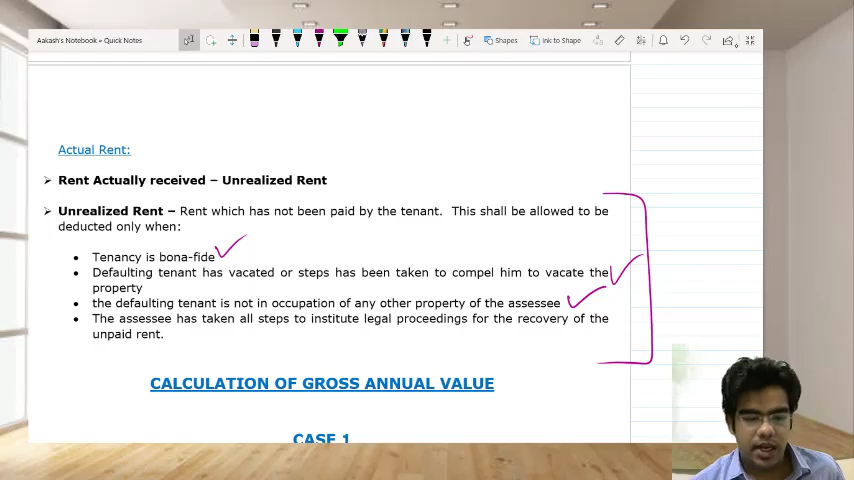 Aakash's Notebook » Quick Notes
Shapes
Ink to Shape
Actual Rent:
➢ Rent Actually received – Unrealized Rent
➢ Unrealized Rent – Rent which has not been paid by the tenant. This shall be allowed to be
deducted only when:
• Tenancy is bona-fide
• Defaulting tenant has vacated or steps has been taken to compel him to vacate the
property
• the defaulting tenant is not in occupation of any other property of the assessee
• The assessee has taken all steps to institute legal proceedings for the recovery of the
unpaid rent.
CALCULATION OF GROSS ANNUAL VALUE
CASE 1